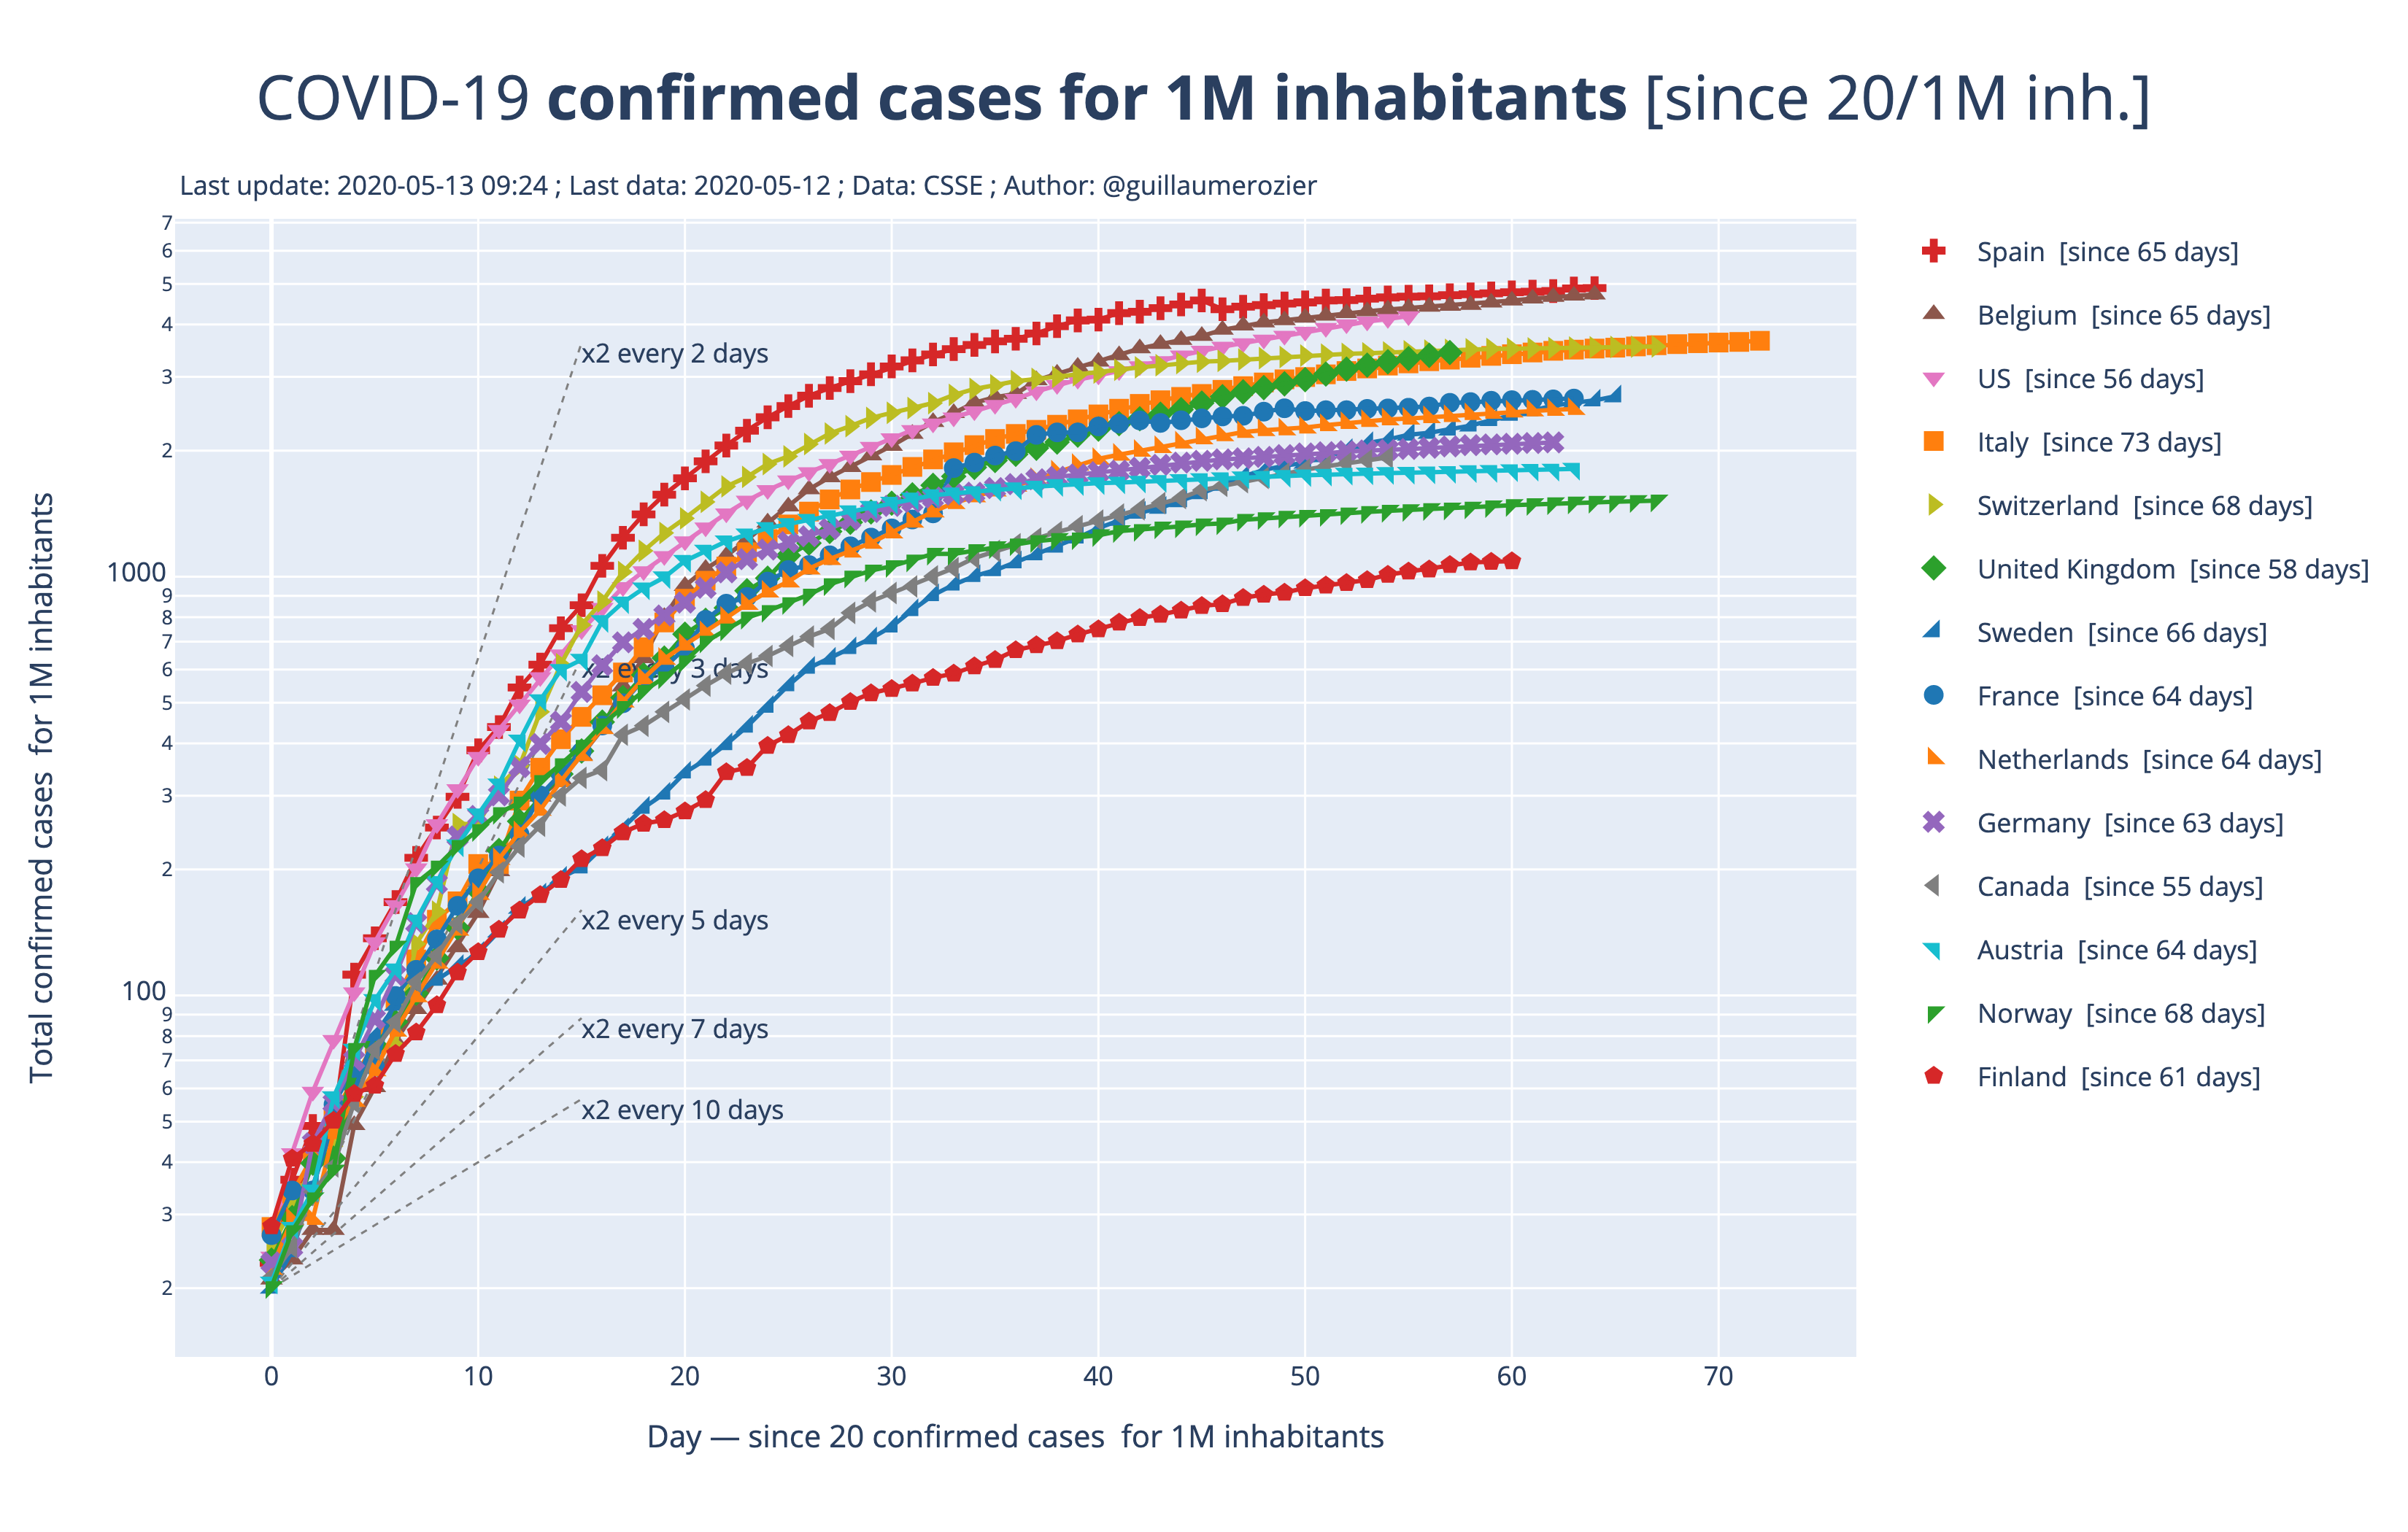 COVID-19 confirmed cases for 1M inhabitants [since 20/1M inh.]
Last update: 2020-05-13 09:24 ; Last data: 2020-05-12 ; Data: CSSE ; Author: @guillaumerozier
Total confirmed cases for 1M inhabitants
7
6
5
4
3
2
1000
9
8
7
6
5
4
3
2
100
9
8
7
6
5
4
3
2
x2 every 2 days
x2 every 3 days
x2 every 5 days
x2 every 7 days
x2 every 10 days
0 10 20 30 40 50 60 70
Day — since 20 confirmed cases for 1M inhabitants
Spain [since 65 days]
Belgium [since 65 days]
US [since 56 days]
Italy [since 73 days]
Switzerland [since 68 days]
United Kingdom [since 58 days]
Sweden [since 66 days]
France [since 64 days]
Netherlands [since 64 days]
Germany [since 63 days]
Canada [since 55 days]
Austria [since 64 days]
Norway [since 68 days]
Finland [since 61 days]